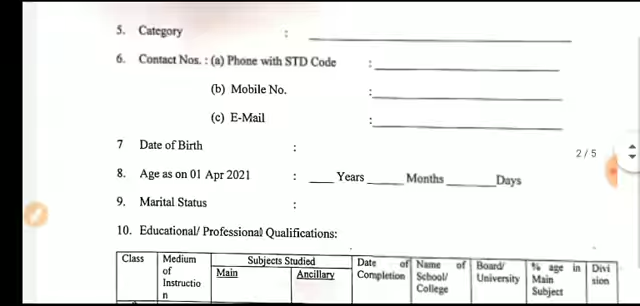 5. Category :
6. Contact Nos. : (a) Phone with STD Code :
(b) Mobile No. :
(c) E-Mail :
7 Date of Birth :
2 / 5
8. Age as on 01 Apr 2021 : ____ Years ______ Months ________Days
9. Marital Status :
10. Educational/ Professional Qualifications:
Class Medium of Instructio n Subjects Studied Main Ancillary Date of Completion Name of School/ College Board/ University % age in Main Subject Divi sion